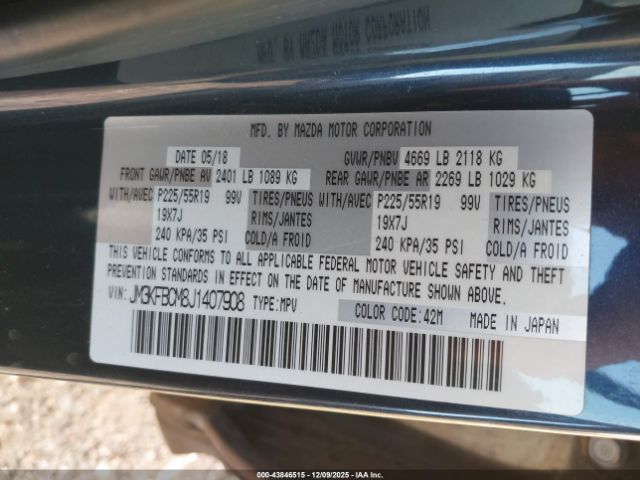 MFD. BY MAZDA MOTOR CORPORATION
DATE 05/18 GVWR/PNBV 4669 LB 2118 KG
FRONT GAWR/PNBE AV 2401 LB 1089 KG REAR GAWR/PNBE AR 2269 LB 1029 KG
WITH/AVEC P225/55R19 99V TIRES/PNEUS WITH/AVEC P225/55R19 99V TIRES/PNEUS
19X7J RIMS/JANTES 19X7J RIMS/JANTES
240 KPA/35 PSI COLD/A FROID 240 KPA/35 PSI COLD/A FROID
THIS VEHICLE CONFORMS TO ALL APPLICABLE FEDERAL MOTOR VEHICLE SAFETY AND THEFT
PREVENTION STANDARDS IN EFFECT ON THE DATE OF MANUFACTURE SHOWN ABOVE.
VIN: JM3KFBCM8J1407908 TYPE: MPV COLOR CODE: 42M MADE IN JAPAN
00-43846515 - 12/09/2025 - IAA Inc.